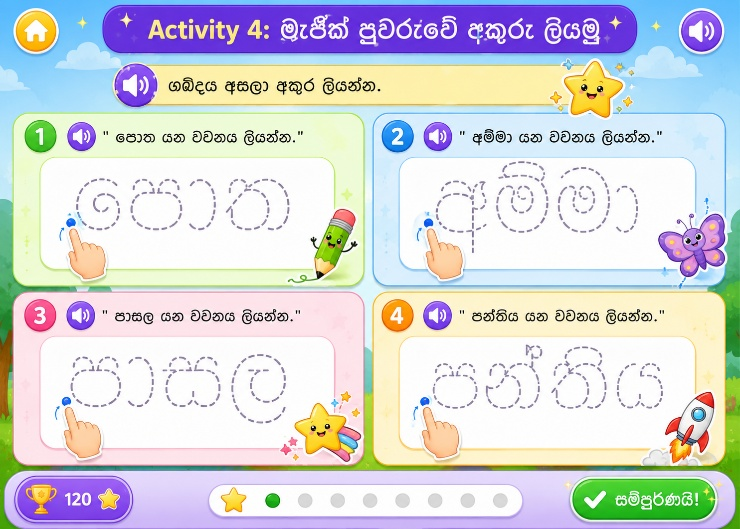 Activity 4: මැජික් පුවරුවේ අකුරු ලියමු
ශබ්දය අසලා අකුර ලියන්න.
1 " පොත යන වචනය ලියන්න."
පොත
2 " අම්මා යන වචනය ලියන්න."
අම්මා
3 " පාසල යන වචනය ලියන්න."
පාසල
4 " පන්තිය යන වචනය ලියන්න."
පන්තිය
120
සම්පුර්ණයි!